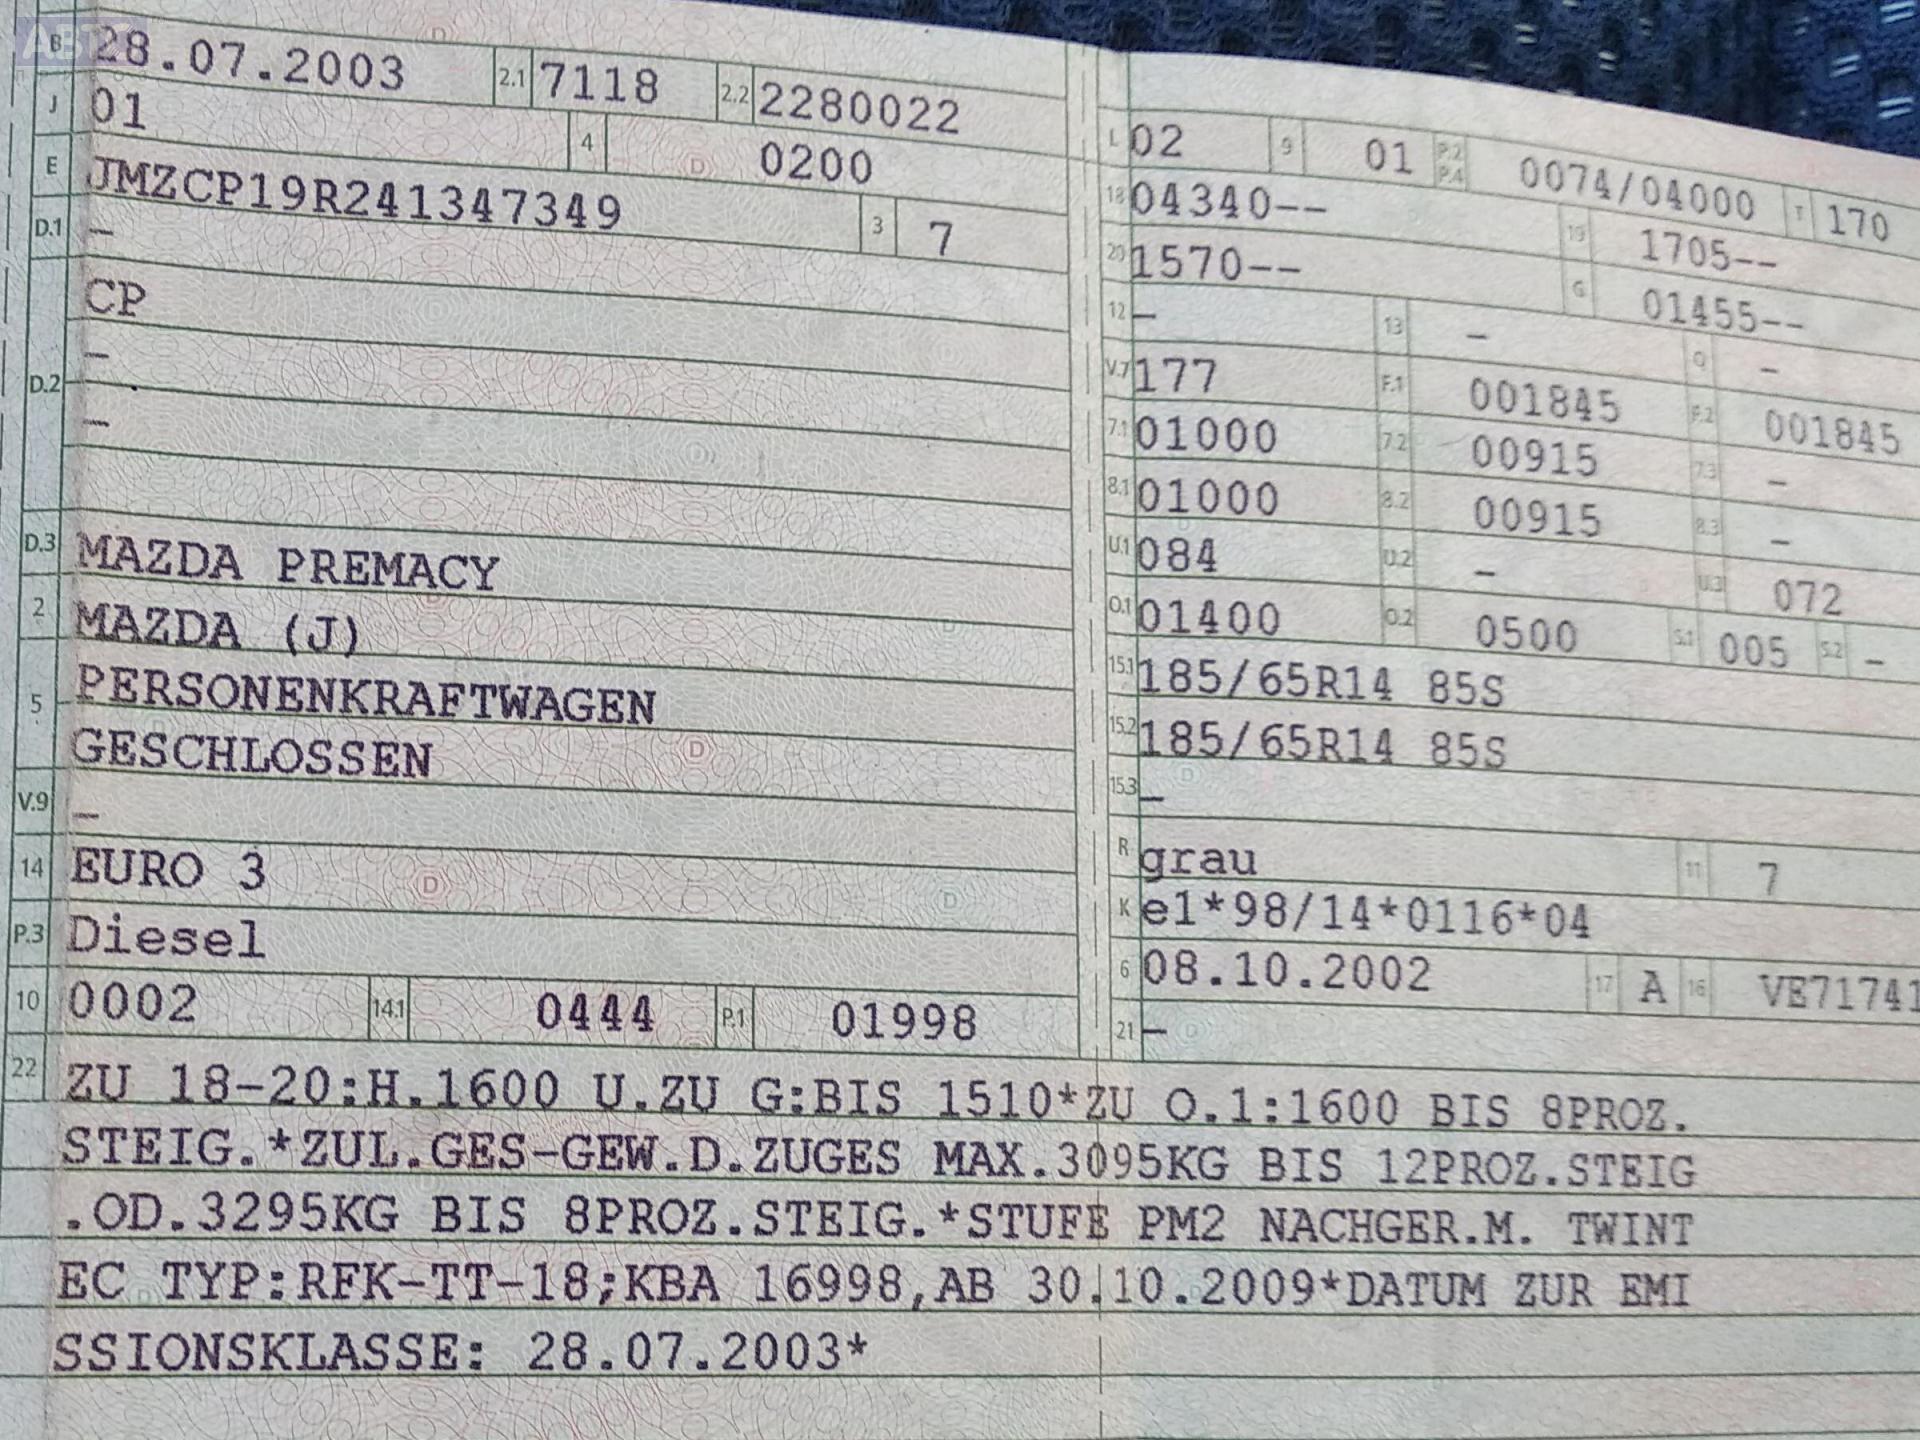 B 28.07.2003 2.1 7118 2.2 2280022
J 01 4 0200
E JMZCP19R241347349 3 7
D.1 –
D.2 CP
–
–
D.3 MAZDA PREMACY
2 MAZDA (J)
5 PERSONENKRAFTWAGEN
GESCHLOSSEN
V.9 –
14 EURO 3
P.3 Diesel
10 0002 14.1 0444 P.1 01998
L 02 9 01 P.2 P.4 0074/04000 T 170
18 04340-- 19 1705--
20 1570-- G 01455--
12 – 13 – Q –
V.7 177 F.1 001845 F.2 001845
7.1 01000 7.2 00915 7.3 –
8.1 01000 8.2 00915 8.3 –
U.1 084 U.2 – U.3 072
O.1 01400 O.2 0500 S.1 005 S.2 –
15.1 185/65R14 85S
15.2 185/65R14 85S
15.3 –
R grau 11 7
K e1*98/14*0116*04
6 08.10.2002 17 A 16 VE71741
21 –
22 ZU 18-20:H.1600 U.ZU G:BIS 1510*ZU O.1:1600 BIS 8PROZ.
STEIG.*ZUL.GES-GEW.D.ZUGES MAX.3095KG BIS 12PROZ.STEIG
.OD.3295KG BIS 8PROZ.STEIG.*STUFE PM2 NACHGER.M. TWINT
EC TYP:RFK-TT-18;KBA 16998,AB 30.10.2009*DATUM ZUR EMI
SSIONSKLASSE: 28.07.2003*